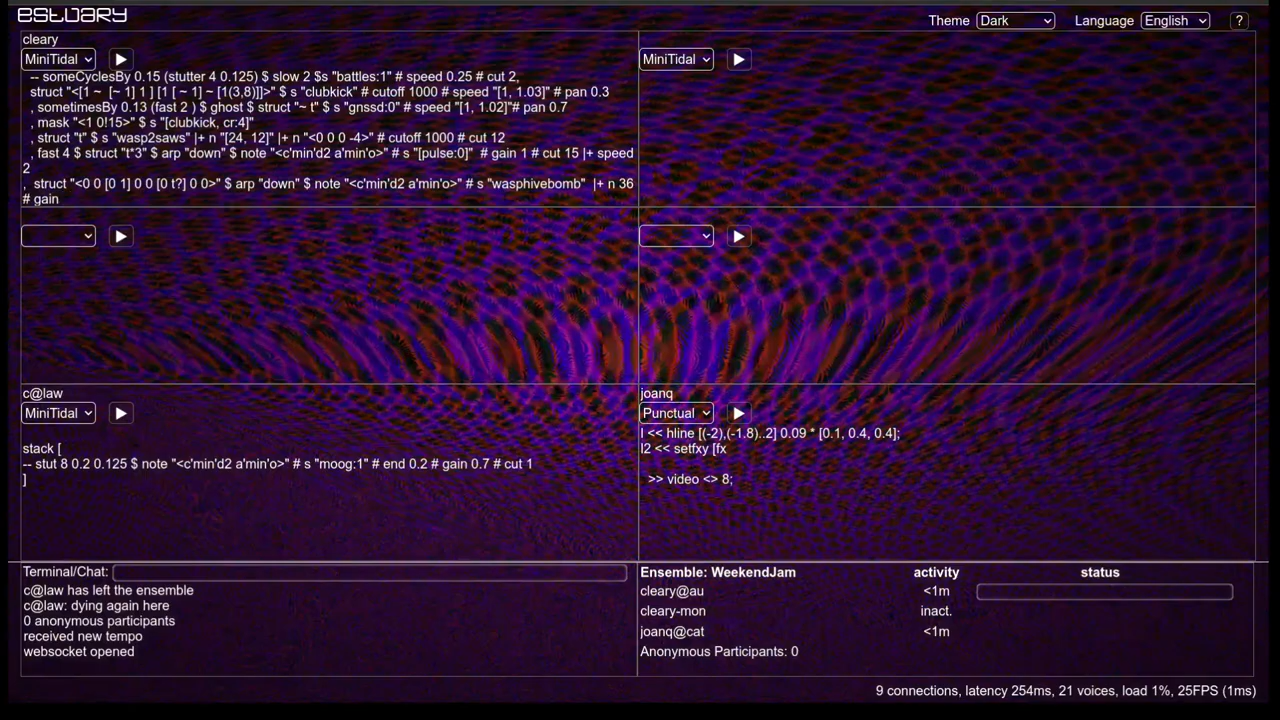 estuary
Theme Dark Language English ?
cleary
MiniTidal
-- someCyclesBy 0.15 (stutter 4 0.125) $ slow 2 $s "battles:1" # speed 0.25 # cut 2,
struct "<[1 ~  [~ 1] 1 ] [1 [ ~ 1] ~ [1(3,8)]]>" $ s "clubkick" # cutoff 1000 # speed "[1, 1.03]" # pan 0.3
, sometimesBy 0.13 (fast 2 ) $ ghost $ struct "~ t" $ s "gnssd:0" # speed "[1, 1.02]"# pan 0.7
, mask "<1 0!15>" $ s "[clubkick, cr:4]"
, struct "t" $ s "wasp2saws" |+ n "[24, 12]" |+ n "<0 0 0 -4>" # cutoff 1000 # cut 12
, fast 4 $ struct "t*3" $ arp "down" $ note "<c'min'd2 a'min'o>" # s "[pulse:0]"  # gain 1 # cut 15 |+ speed
2
,  struct "<0 0 [0 1] 0 0 [0 t?] 0 0>" $ arp "down" $ note "<c'min'd2 a'min'o>" # s "wasphivebomb"  |+ n 36
# gain
MiniTidal
c@law
MiniTidal
stack [
-- stut 8 0.2 0.125 $ note "<c'min'd2 a'min'o>" # s "moog:1" # end 0.2 # gain 0.7 # cut 1
]
joanq
Punctual
l << hline [(-2),(-1.8)..2] 0.09 * [0.1, 0.4, 0.4];
l2 << setfxy [fx
>> video <> 8;
Terminal/Chat:
c@law has left the ensemble
c@law: dying again here
0 anonymous participants
received new tempo
websocket opened
Ensemble: WeekendJam activity status
cleary@au <1m
cleary-mon inact.
joanq@cat <1m
Anonymous Participants: 0
9 connections, latency 254ms, 21 voices, load 1%, 25FPS (1ms)